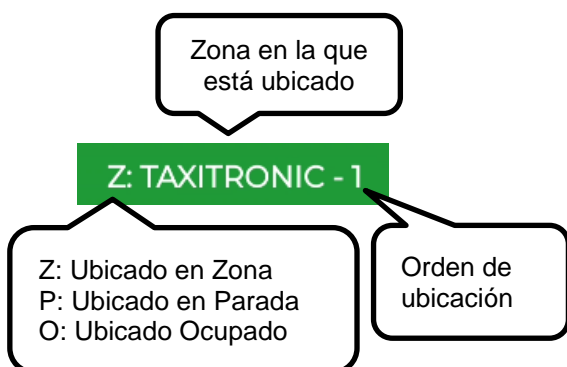 Zona en la que
está ubicado
Z: TAXITRONIC - 1
Z: Ubicado en Zona
P: Ubicado en Parada
O: Ubicado Ocupado
Orden de
ubicación